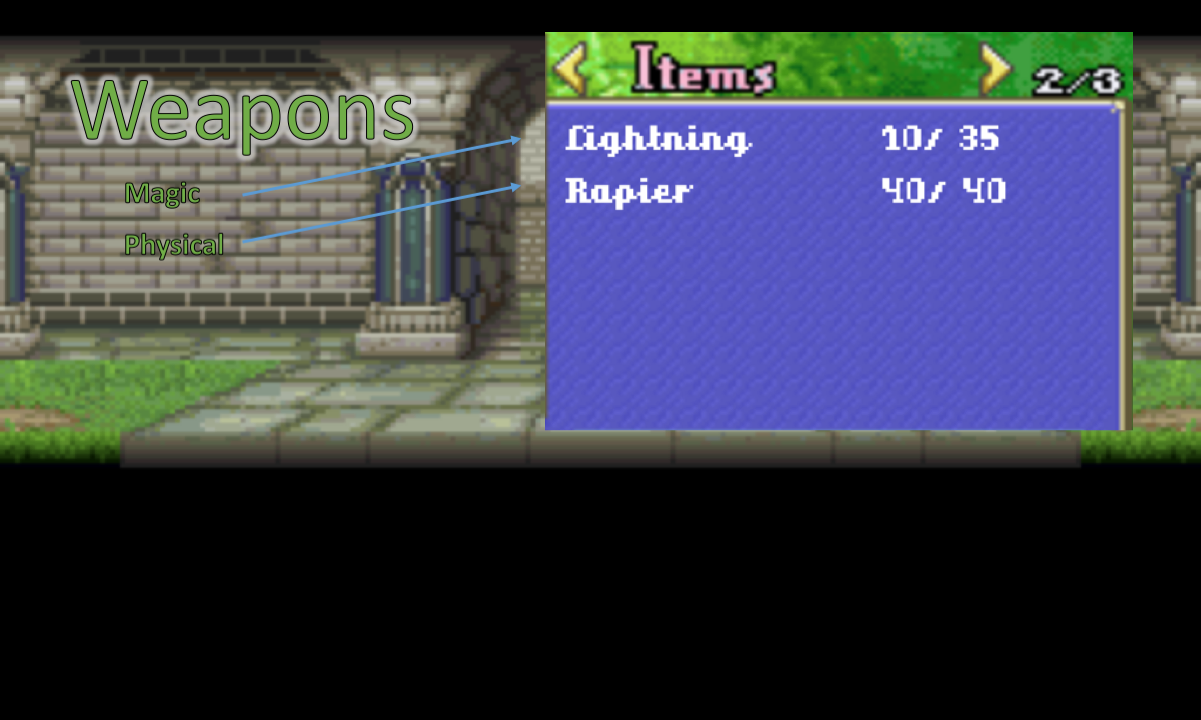 Weapons
Magic
Physical
Items 2/3
Lightning 10/ 35
Rapier 40/ 40